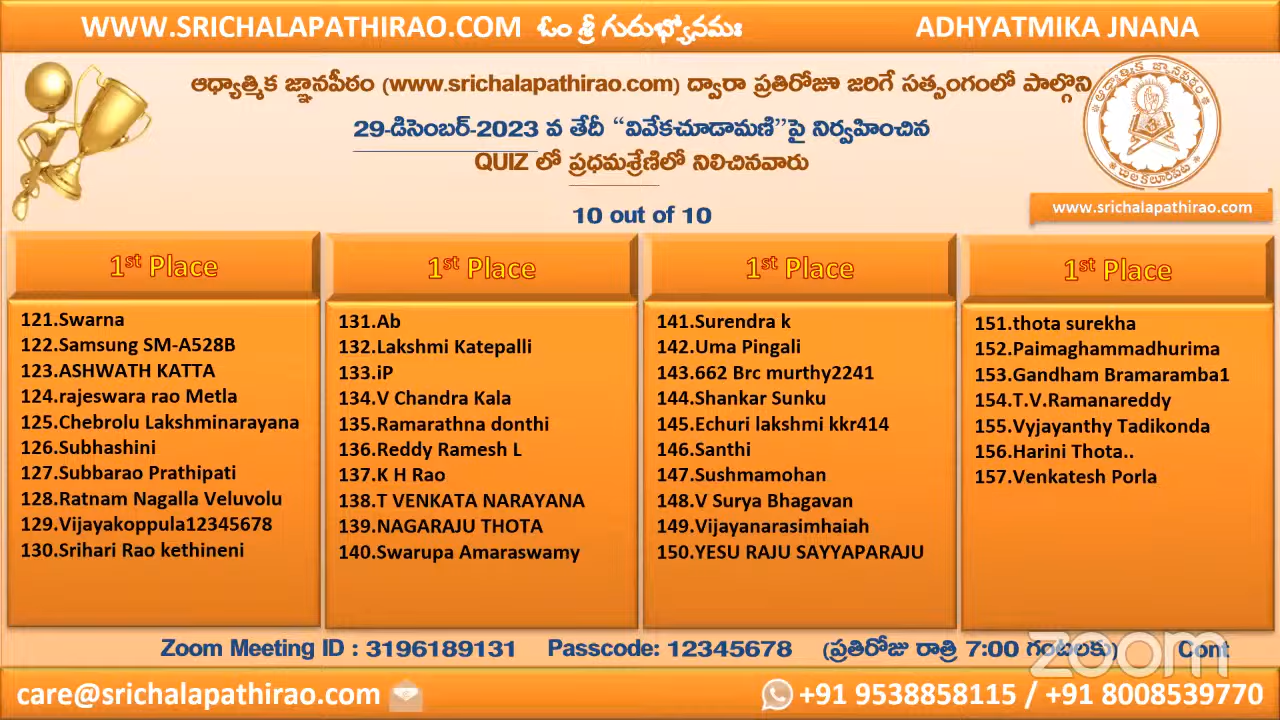 WWW.SRICHALAPATHIRAO.COM ఓం శ్రీ గురుభ్యోనమః ADHYATMIKA JNANA
ఆధ్యాత్మిక జ్ఞానపీఠం (www.srichalapathirao.com) ద్వారా ప్రతిరోజూ జరిగే సత్సంగంలో పాల్గొని
29-డిసెంబర్-2023 వ తేదీ “వివేకచూడామణి”పై నిర్వహించిన
QUIZ లో ప్రధమశ్రేణిలో నిలిచినవారు
www.srichalapathirao.com
10 out of 10
1st Place
121.Swarna
122.Samsung SM-A528B
123.ASHWATH KATTA
124.rajeswara rao Metla
125.Chebrolu Lakshminarayana
126.Subhashini
127.Subbarao Prathipati
128.Ratnam Nagalla Veluvolu
129.Vijayakoppula12345678
130.Srihari Rao kethineni
1st Place
131.Ab
132.Lakshmi Katepalli
133.iP
134.V Chandra Kala
135.Ramarathna donthi
136.Reddy Ramesh L
137.K H Rao
138.T VENKATA NARAYANA
139.NAGARAJU THOTA
140.Swarupa Amaraswamy
1st Place
141.Surendra k
142.Uma Pingali
143.662 Brc murthy2241
144.Shankar Sunku
145.Echuri lakshmi kkr414
146.Santhi
147.Sushmamohan
148.V Surya Bhagavan
149.Vijayanarasimhaiah
150.YESU RAJU SAYYAPARAJU
1st Place
151.thota surekha
152.Paimaghammadhurima
153.Gandham Bramaramba1
154.T.V.Ramanareddy
155.Vyjayanthy Tadikonda
156.Harini Thota..
157.Venkatesh Porla
Zoom Meeting ID : 3196189131 Passcode: 12345678 (ప్రతిరోజు రాత్రి 7:00 గంటలకు) Cont
zoom
care@srichalapathirao.com +91 9538858115 / +91 8008539770